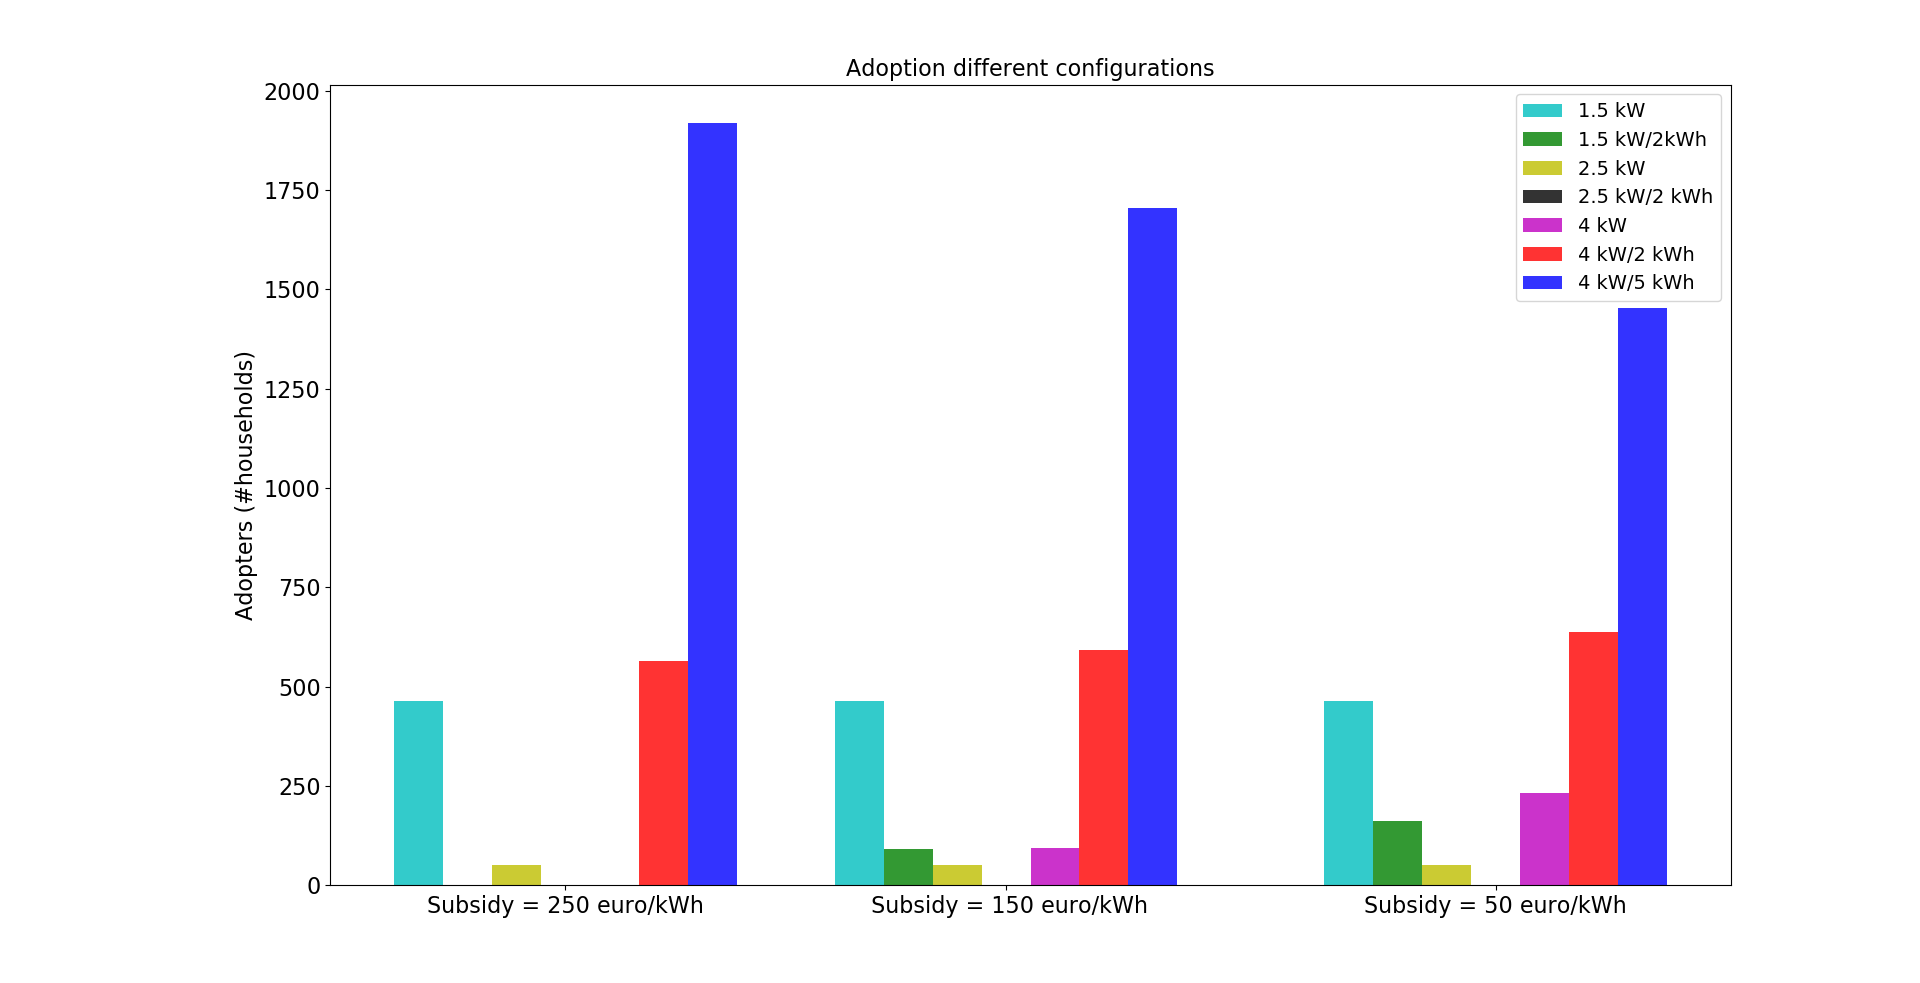 Adoption different configurations
2000
1750
1500
1250
1000
750
500
250
0
Adopters (#households)
1.5 kW
1.5 kW/2kWh
2.5 kW
2.5 kW/2 kWh
4 kW
4 kW/2 kWh
4 kW/5 kWh
Subsidy = 250 euro/kWh
Subsidy = 150 euro/kWh
Subsidy = 50 euro/kWh